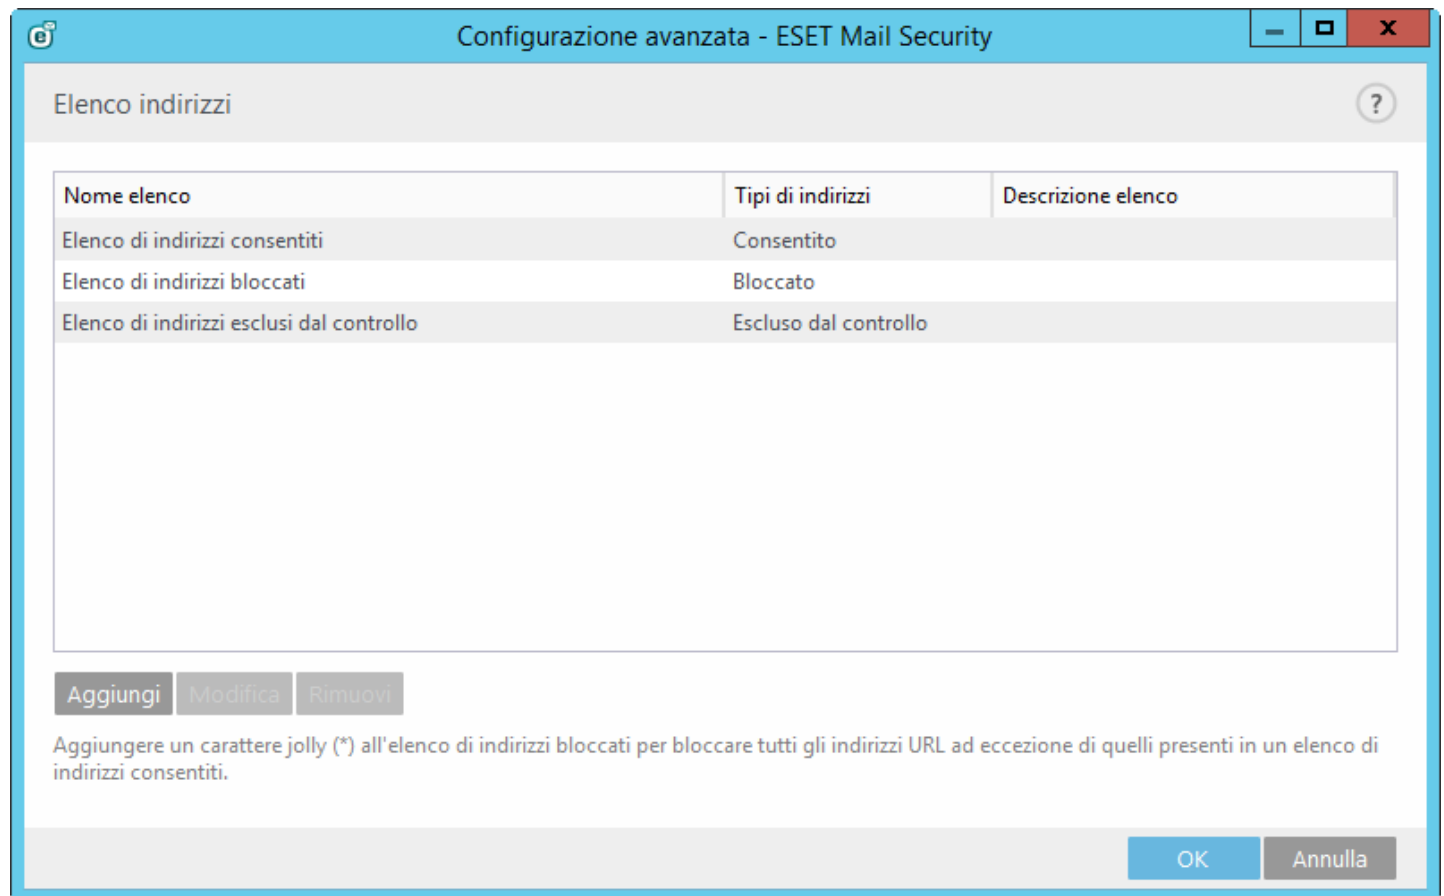 Configurazione avanzata - ESET Mail Security
Elenco indirizzi
?
Nome elenco Tipi di indirizzi Descrizione elenco
Elenco di indirizzi consentiti Consentito
Elenco di indirizzi bloccati Bloccato
Elenco di indirizzi esclusi dal controllo Escluso dal controllo
Aggiungi Modifica Rimuovi
Aggiungere un carattere jolly (*) all'elenco di indirizzi bloccati per bloccare tutti gli indirizzi URL ad eccezione di quelli presenti in un elenco di
indirizzi consentiti.
OK Annulla